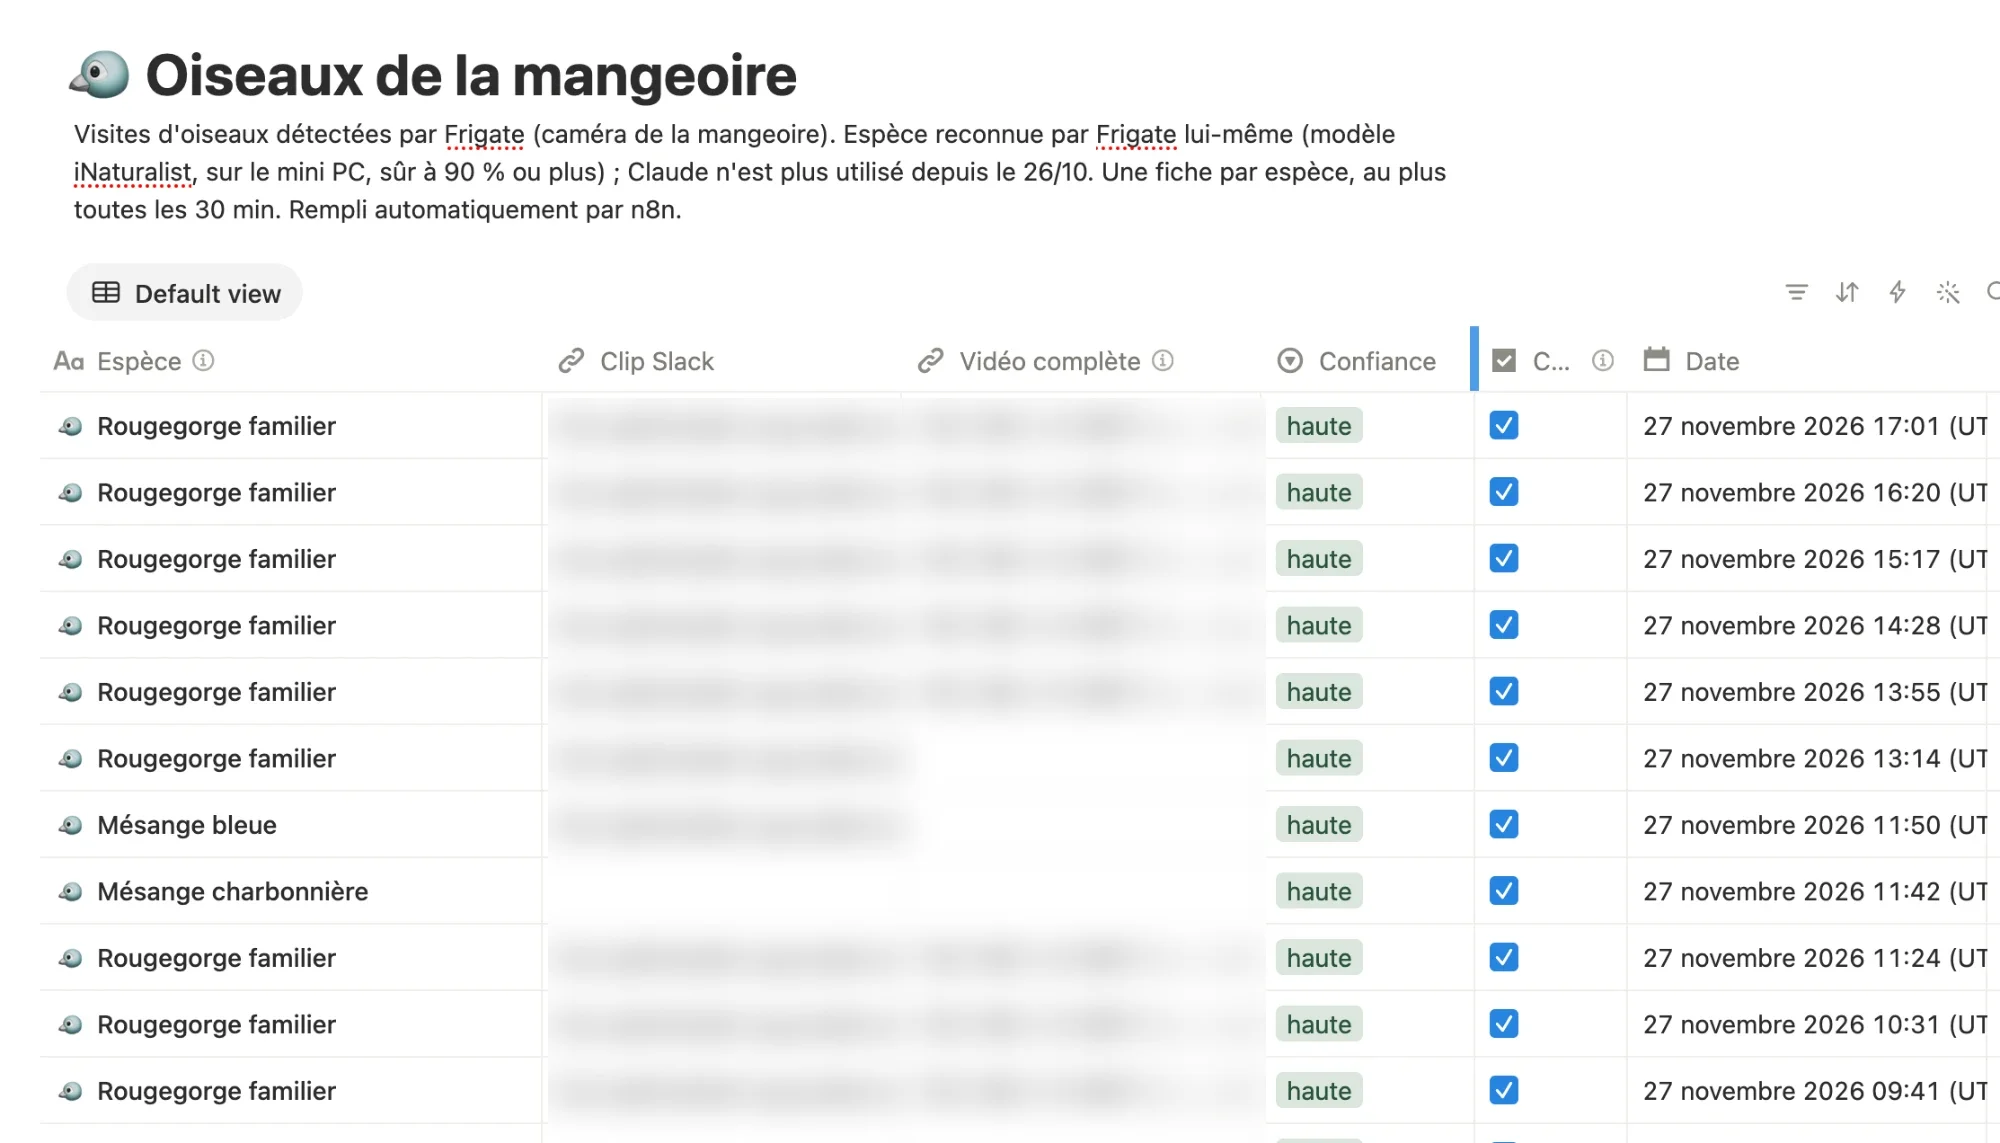 Oiseaux de la mangeoire
Visites d'oiseaux détectées par Frigate (caméra de la mangeoire). Espèce reconnue par Frigate lui-même (modèle
iNaturalist, sur le mini PC, sûr à 90 % ou plus) ; Claude n'est plus utilisé depuis le 26/10. Une fiche par espèce, au plus
toutes les 30 min. Rempli automatiquement par n8n.
Default view
Aa Espèce Clip Slack Vidéo complète Confiance C... Date
Rougegorge familier haute 27 novembre 2026 17:01 (UT
Rougegorge familier haute 27 novembre 2026 16:20 (UT
Rougegorge familier haute 27 novembre 2026 15:17 (UT
Rougegorge familier haute 27 novembre 2026 14:28 (UT
Rougegorge familier haute 27 novembre 2026 13:55 (UT
Rougegorge familier haute 27 novembre 2026 13:14 (UT
Mésange bleue haute 27 novembre 2026 11:50 (UT
Mésange charbonnière haute 27 novembre 2026 11:42 (UT
Rougegorge familier haute 27 novembre 2026 11:24 (UT
Rougegorge familier haute 27 novembre 2026 10:31 (UT
Rougegorge familier haute 27 novembre 2026 09:41 (UT